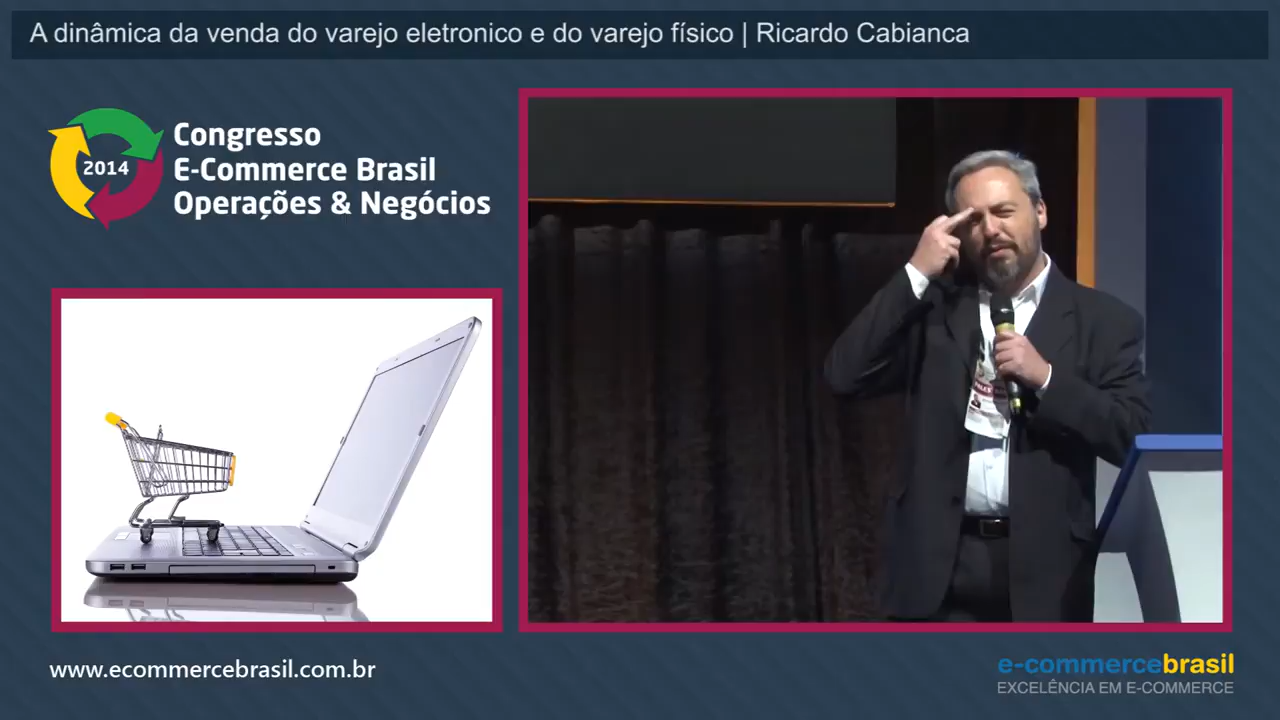 A dinâmica da venda do varejo eletronico e do varejo físico | Ricardo Cabianca
2014
Congresso
E-Commerce Brasil
Operações & Negócios
www.ecommercebrasil.com.br
e-commercebrasil
EXCELÊNCIA EM E-COMMERCE